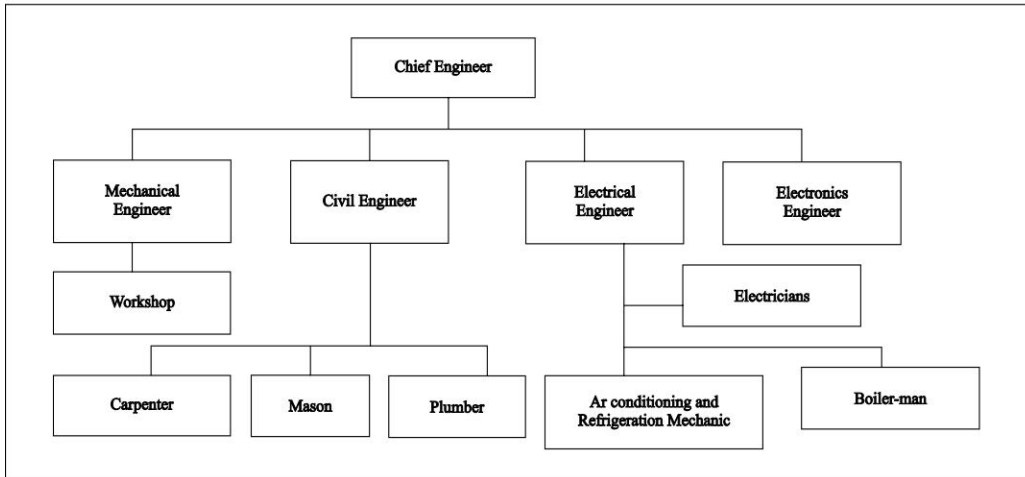 Chief Engineer
Mechanical
Engineer
Civil Engineer
Electrical
Engineer
Electronics
Engineer
Workshop
Electricians
Carpenter
Mason
Plumber
Ar conditioning and
Refrigeration Mechanic
Boiler-man